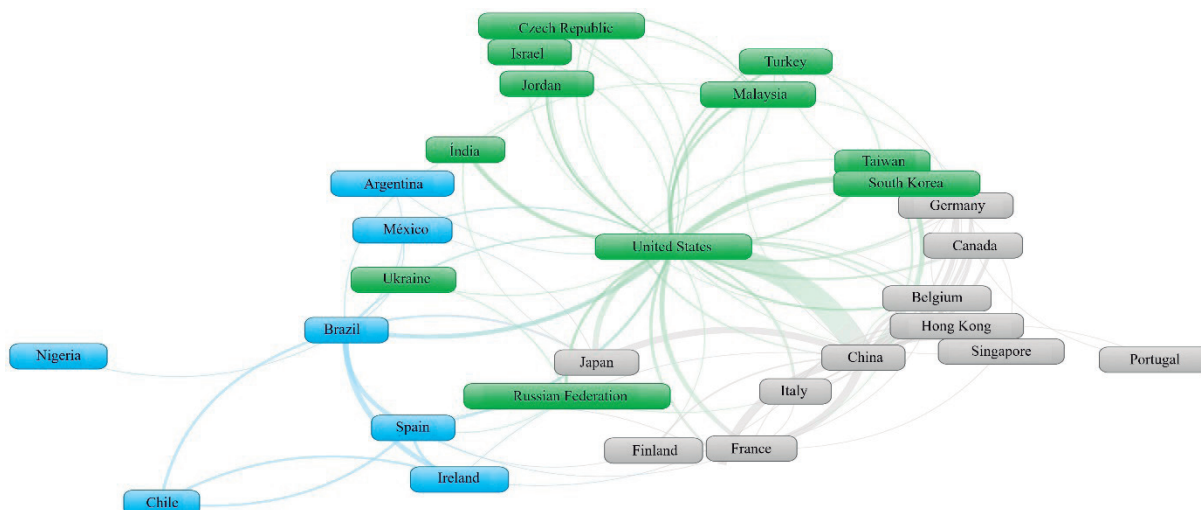 Czech Republic
Israel
Turkey
Jordan
Malaysia
Índia
Taiwan
Argentina
South Korea
Germany
México
United States
Canada
Ukraine
Belgium
Brazil
Hong Kong
Nigeria
Japan
China
Singapore
Portugal
Russian Federation
Italy
Spain
Finland
France
Ireland
Chile